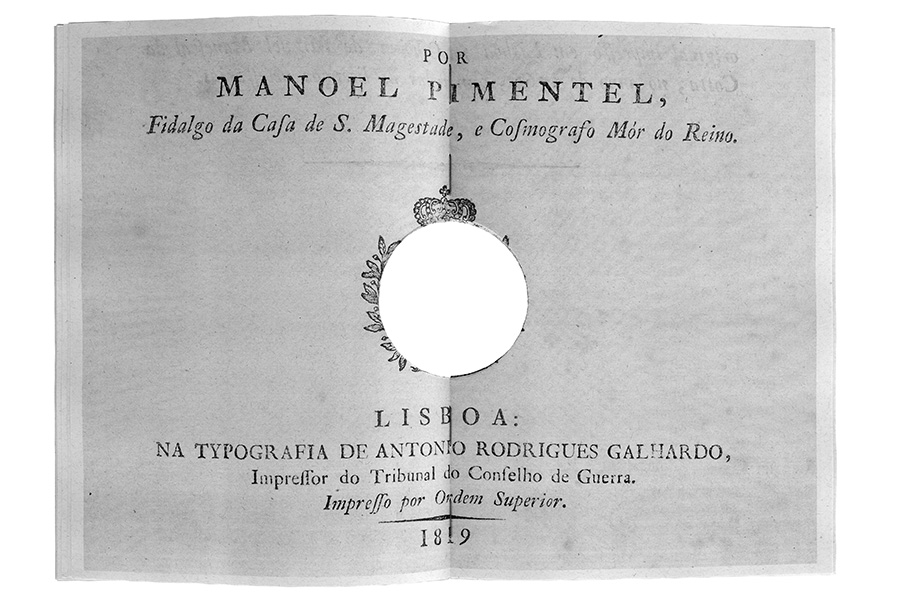 POR
MANOEL PIMENTEL,
Fidalgo da Caſa de S. Mageſtade, e Coſmografo Mór do Reino.
LISBOA:
NA TYPOGRAFIA DE ANTONIO RODRIGUES GALHARDO,
Impreſſor do Tribunal do Conſelho de Guerra.
Impreſſo por Ordem Superior.
1819